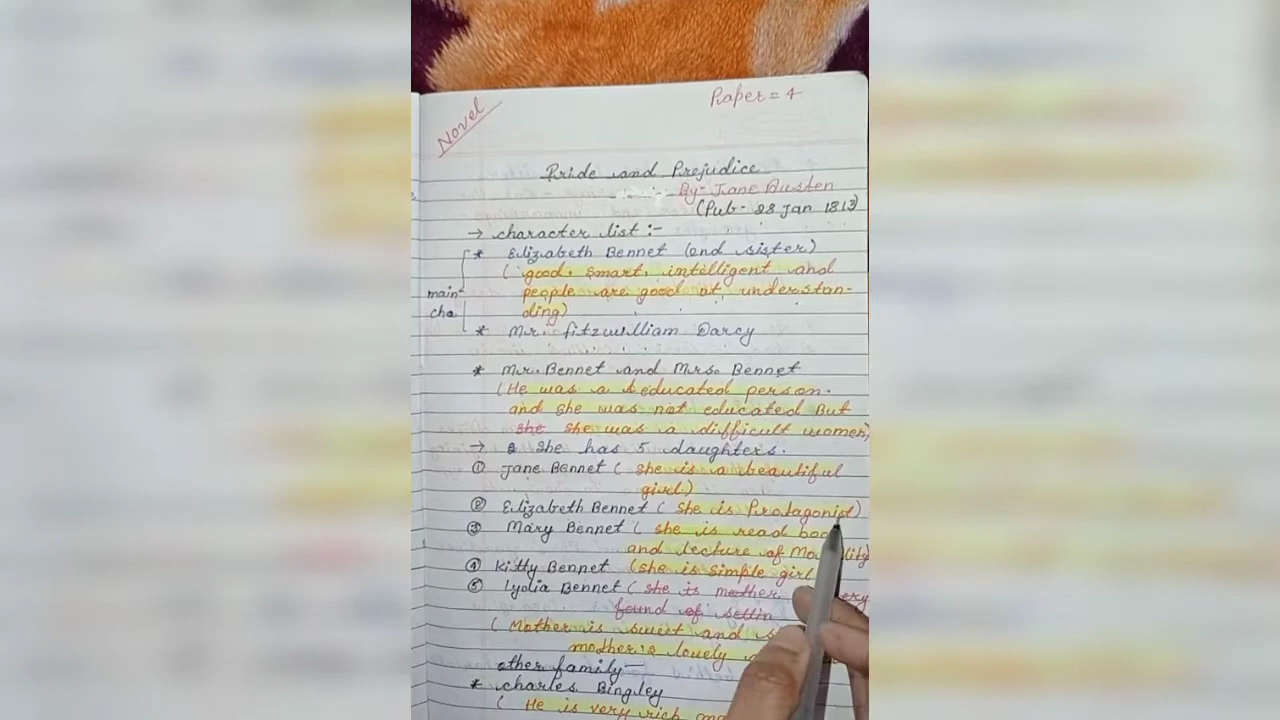 Novel
Paper = 4
Pride and Prejudice
By- Jane Austen
(Pub- 28 Jan 1813)
→ character list :-
* Elizabeth Bennet (2nd sister)
( good, smart, intelligent and
people are good at understan-
ding)
main
cha
* Mr. fitzwilliam Darcy
* Mr. Bennet and Mrs. Bennet
(He was a educated person.
and she was not educated But
she she was a difficult women)
→ she has 5 daughters.
① Jane Bennet ( she is a beautiful
girl.)
② Elizabeth Bennet ( she is Protagonist)
③ Mary Bennet ( she is read
and lecture of
④ Kitty Bennet (she is simple girl
⑤ Lydia Bennet ( she is mother
found of settin
( Mother is sweet and
mother's lovely
other family—
* charles Bingley
( He is very rich